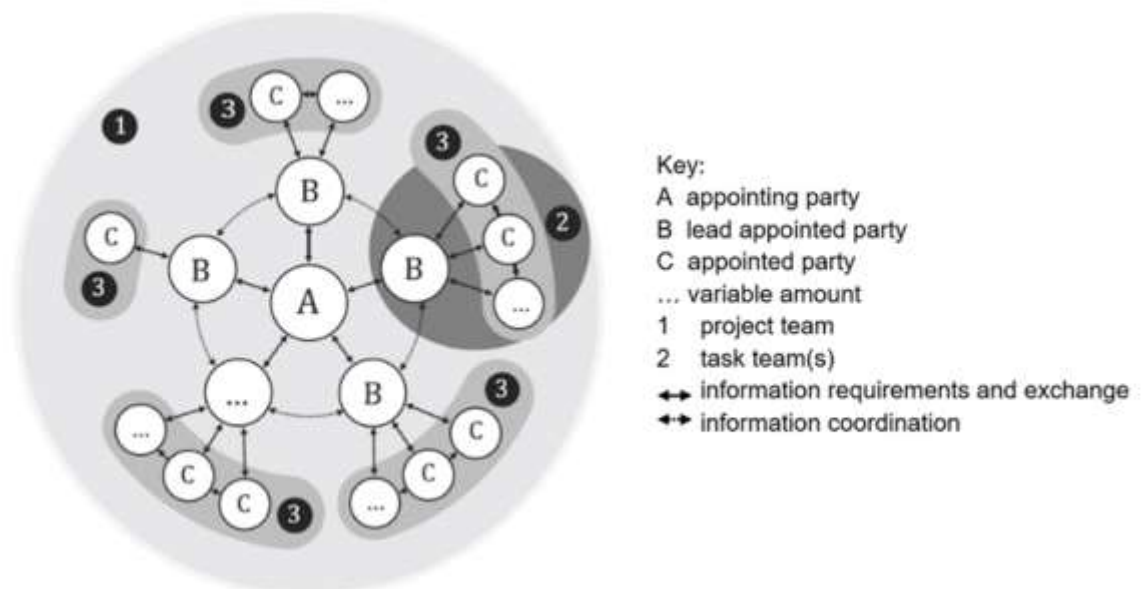 3
C
...
1
3
C
B
2
C
C
B
B
...
3
A
Key:
A appointing party
B lead appointed party
C appointed party
... variable amount
1 project team
2 task team(s)
information requirements and exchange
information coordination
...
B
3
...
C
C
C
C
3
...